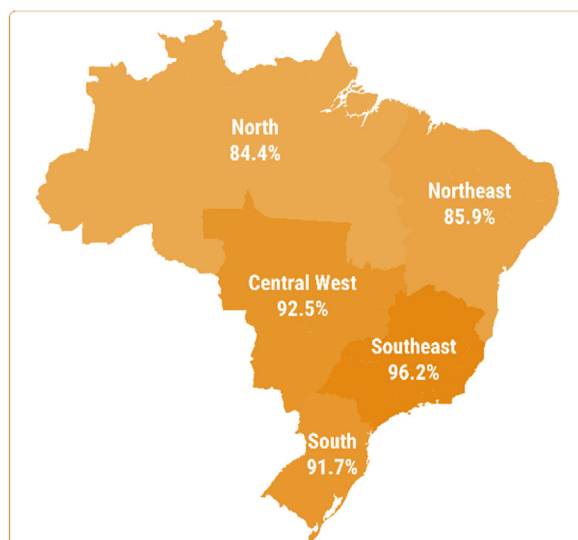 North
84.4%
Northeast
85.9%
Central West
92.5%
Southeast
96.2%
South
91.7%